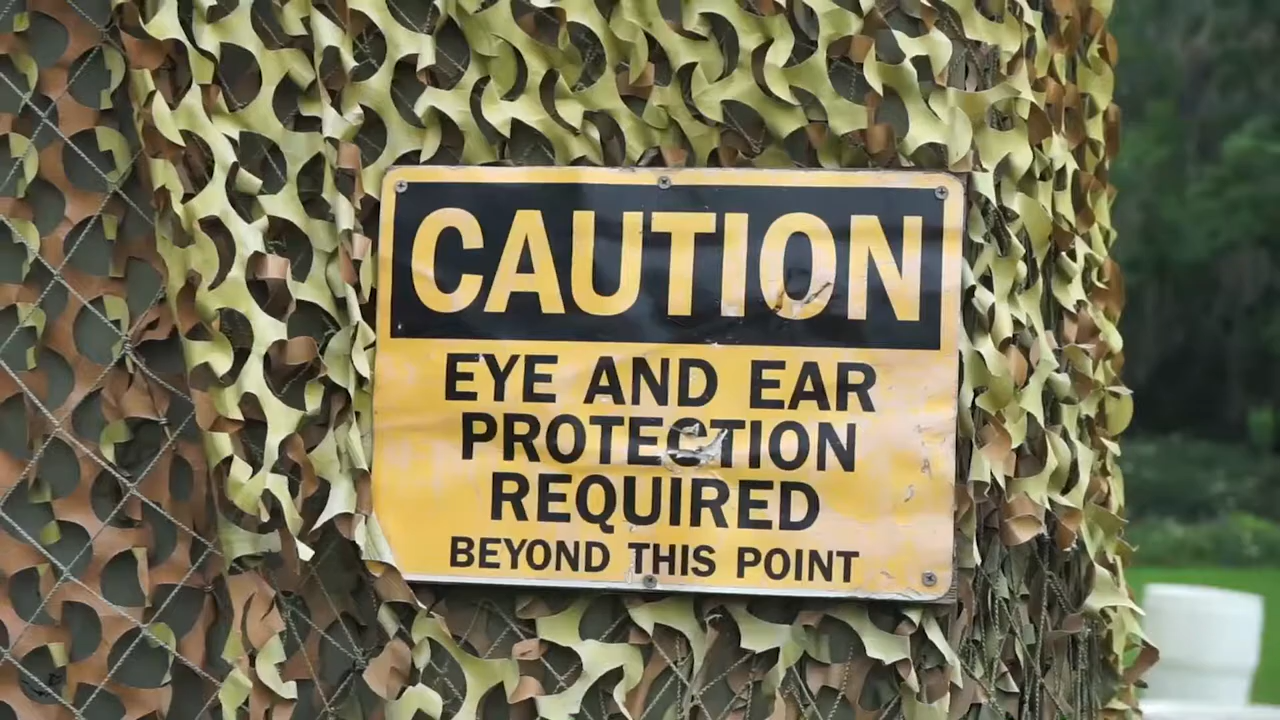 CAUTION
EYE AND EAR
PROTECTION
REQUIRED
BEYOND THIS POINT